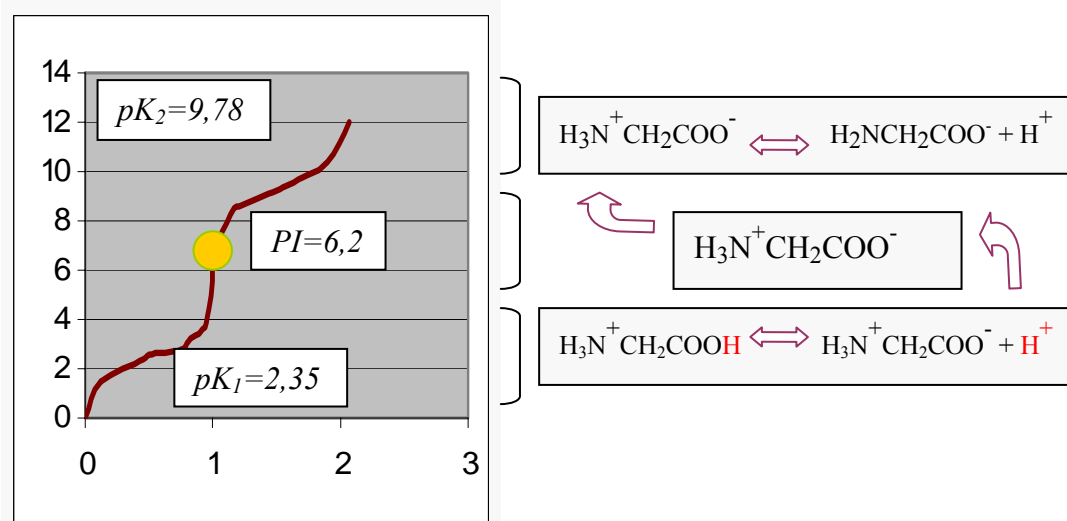 14
12
10
8
6
4
2
0
0 1 2 3
pK₂=9,78
PI=6,2
pK₁=2,35
H₃N⁺CH₂COO⁻ ⇔ H₂NCH₂COO⁻ + H⁺
H₃N⁺CH₂COO⁻
H₃N⁺CH₂COOH ⇔ H₃N⁺CH₂COO⁻ + H⁺